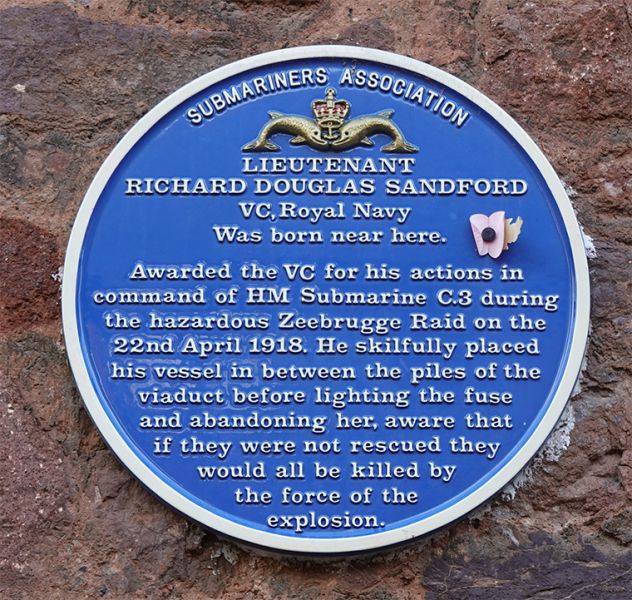 SUBMARINERS ASSOCIATION
LIEUTENANT
RICHARD DOUGLAS SANDFORD
VC, Royal Navy
Was born near here.
Awarded the VC for his actions in
command of HM Submarine C.3 during
the hazardous Zeebrugge Raid on the
22nd April 1918. He skilfully placed
his vessel in between the piles of the
viaduct before lighting the fuse
and abandoning her, aware that
if they were not rescued they
would all be killed by
the force of the
explosion.